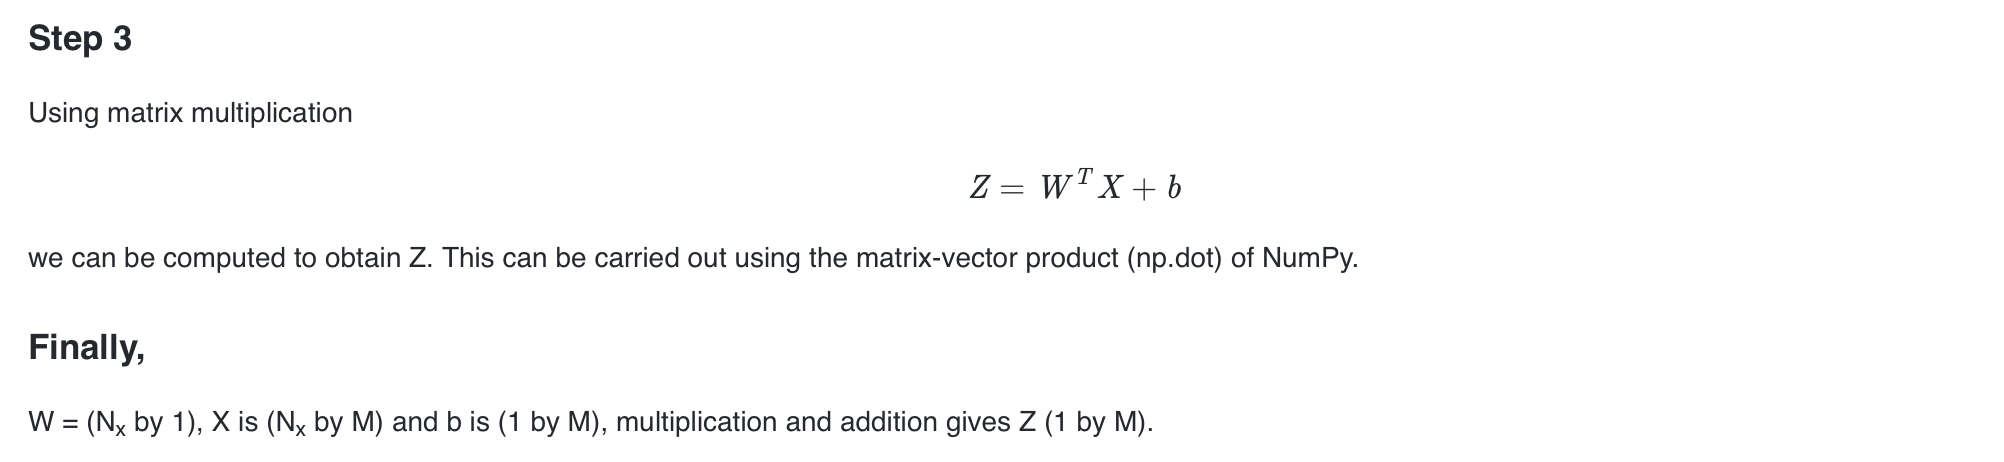 Step 3
Using matrix multiplication
Z = W^T X + b
we can be computed to obtain Z. This can be carried out using the matrix-vector product (np.dot) of NumPy.
Finally,
W = (N_x by 1), X is (N_x by M) and b is (1 by M), multiplication and addition gives Z (1 by M).